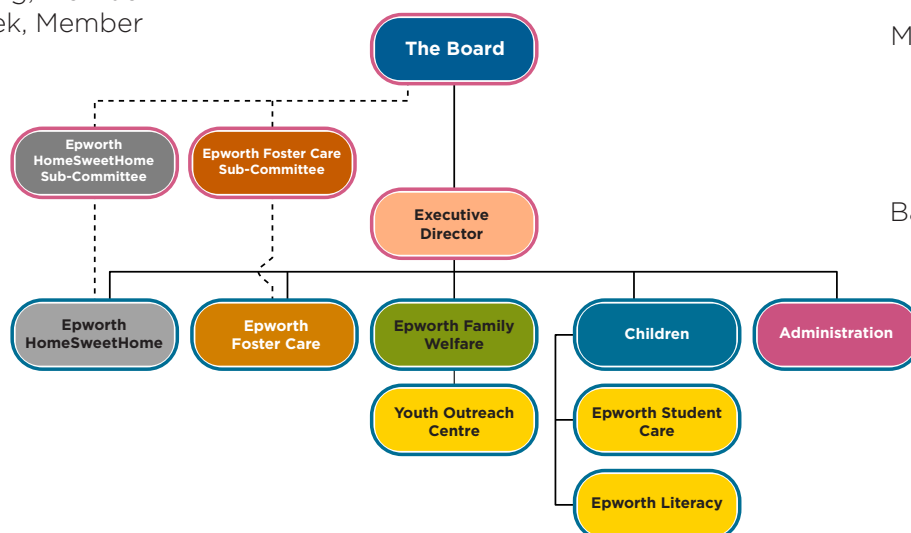 ek, Member
The Board
Epworth
HomeSweetHome
Sub-Committee
Epworth Foster Care
Sub-Committee
Executive
Director
Epworth
HomeSweetHome
Epworth
Foster Care
Epworth Family
Welfare
Children
Administration
Youth Outreach
Centre
Epworth Student
Care
Epworth Literacy